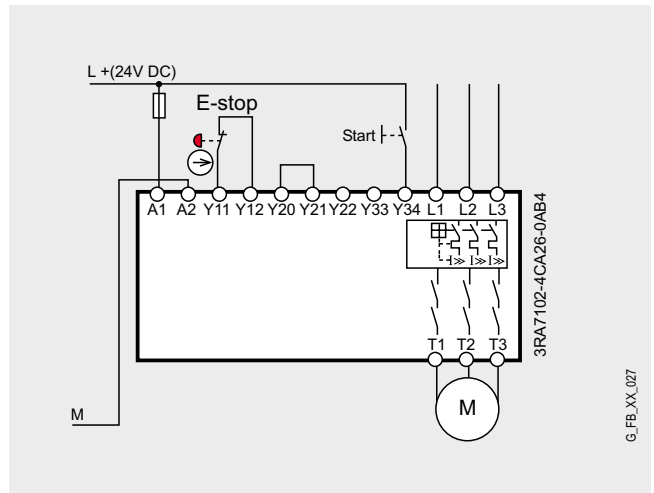 L +(24V DC)
E-stop
Start
A1 A2 Y11 Y12 Y20 Y21 Y22 Y33 Y34 L1 L2 L3
I≫ I≫ I≫
T1 T2 T3
M
M
3RA7102-4CA26-0AB4
G_FB_XX_027